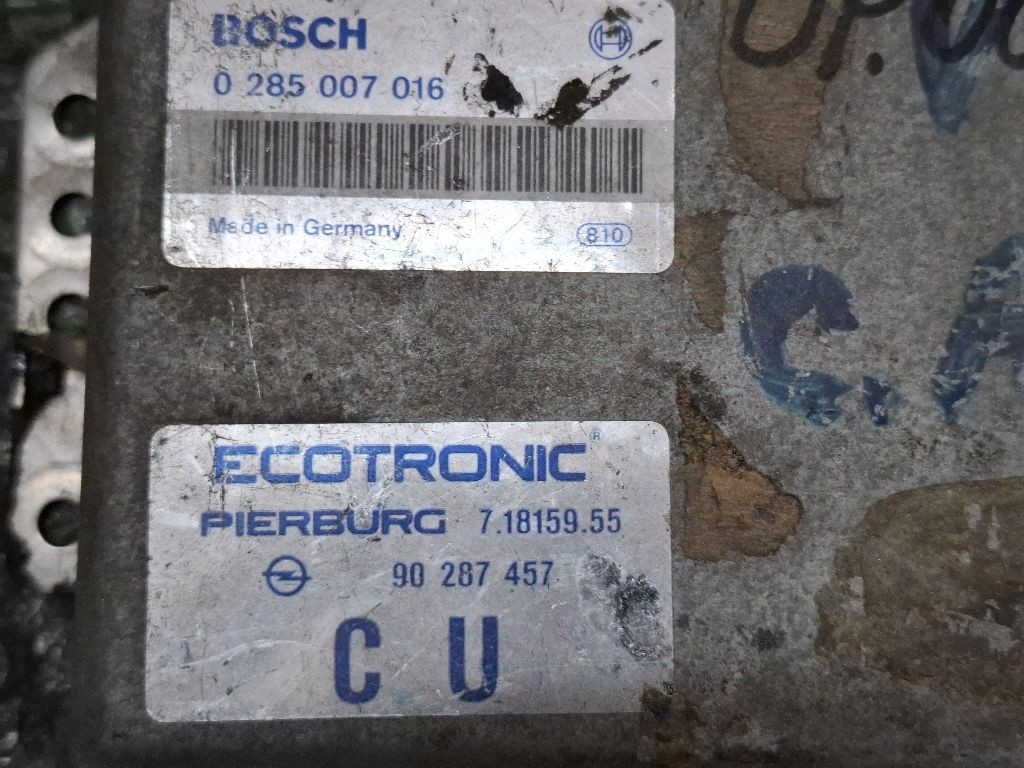 BOSCH
0 285 007 016
Made in Germany
810
ECOTRONIC®
PIERBURG 7.18159.55
90 287 457
C U